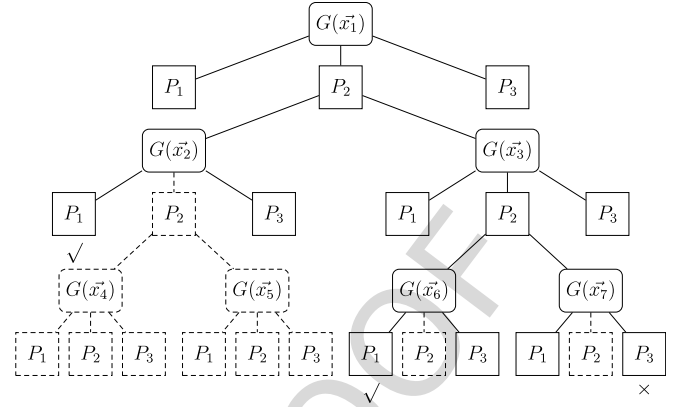 G(x⃗₁)
P₁ P₂ P₃
G(x⃗₂) G(x⃗₃)
P₁ P₂ P₃ P₁ P₂ P₃
√
G(x⃗₄) G(x⃗₅) G(x⃗₆) G(x⃗₇)
P₁ P₂ P₃ P₁ P₂ P₃ P₁ P₂ P₃ P₁ P₂ P₃
√ ×
OOF